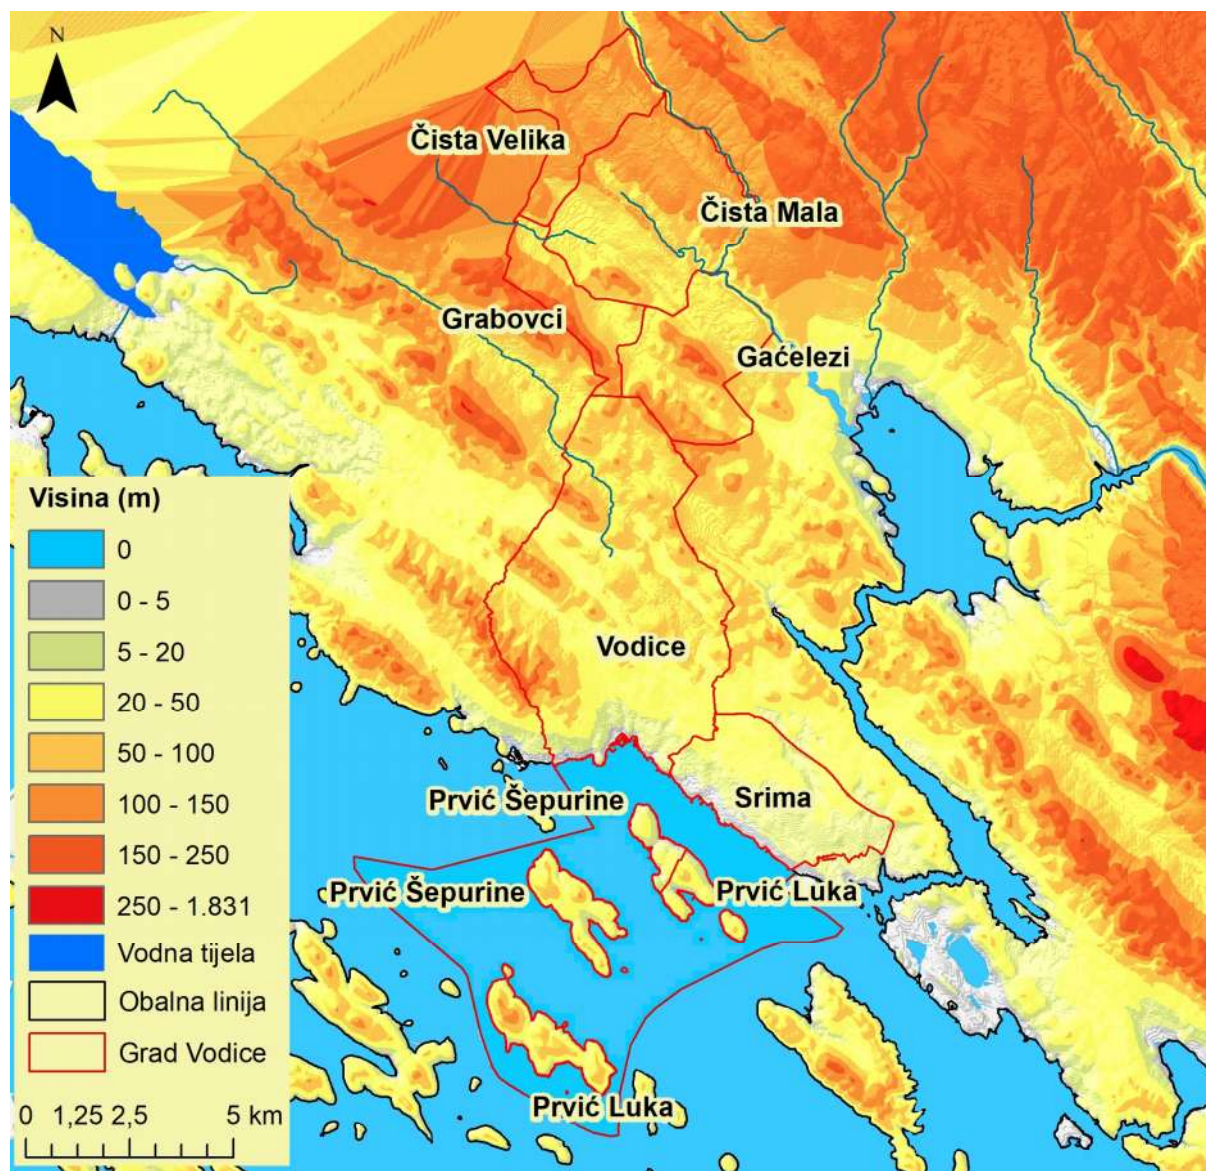 N
Čista Velika
Čista Mala
Grabovci
Gaćelezi
Vodice
Srima
Prvić Šepurine
Prvić Šepurine
Prvić Luka
Prvić Luka
Visina (m)
0
0 - 5
5 - 20
20 - 50
50 - 100
100 - 150
150 - 250
250 - 1.831
Vodna tijela
Obalna linija
Grad Vodice
0 1,25 2,5 5 km